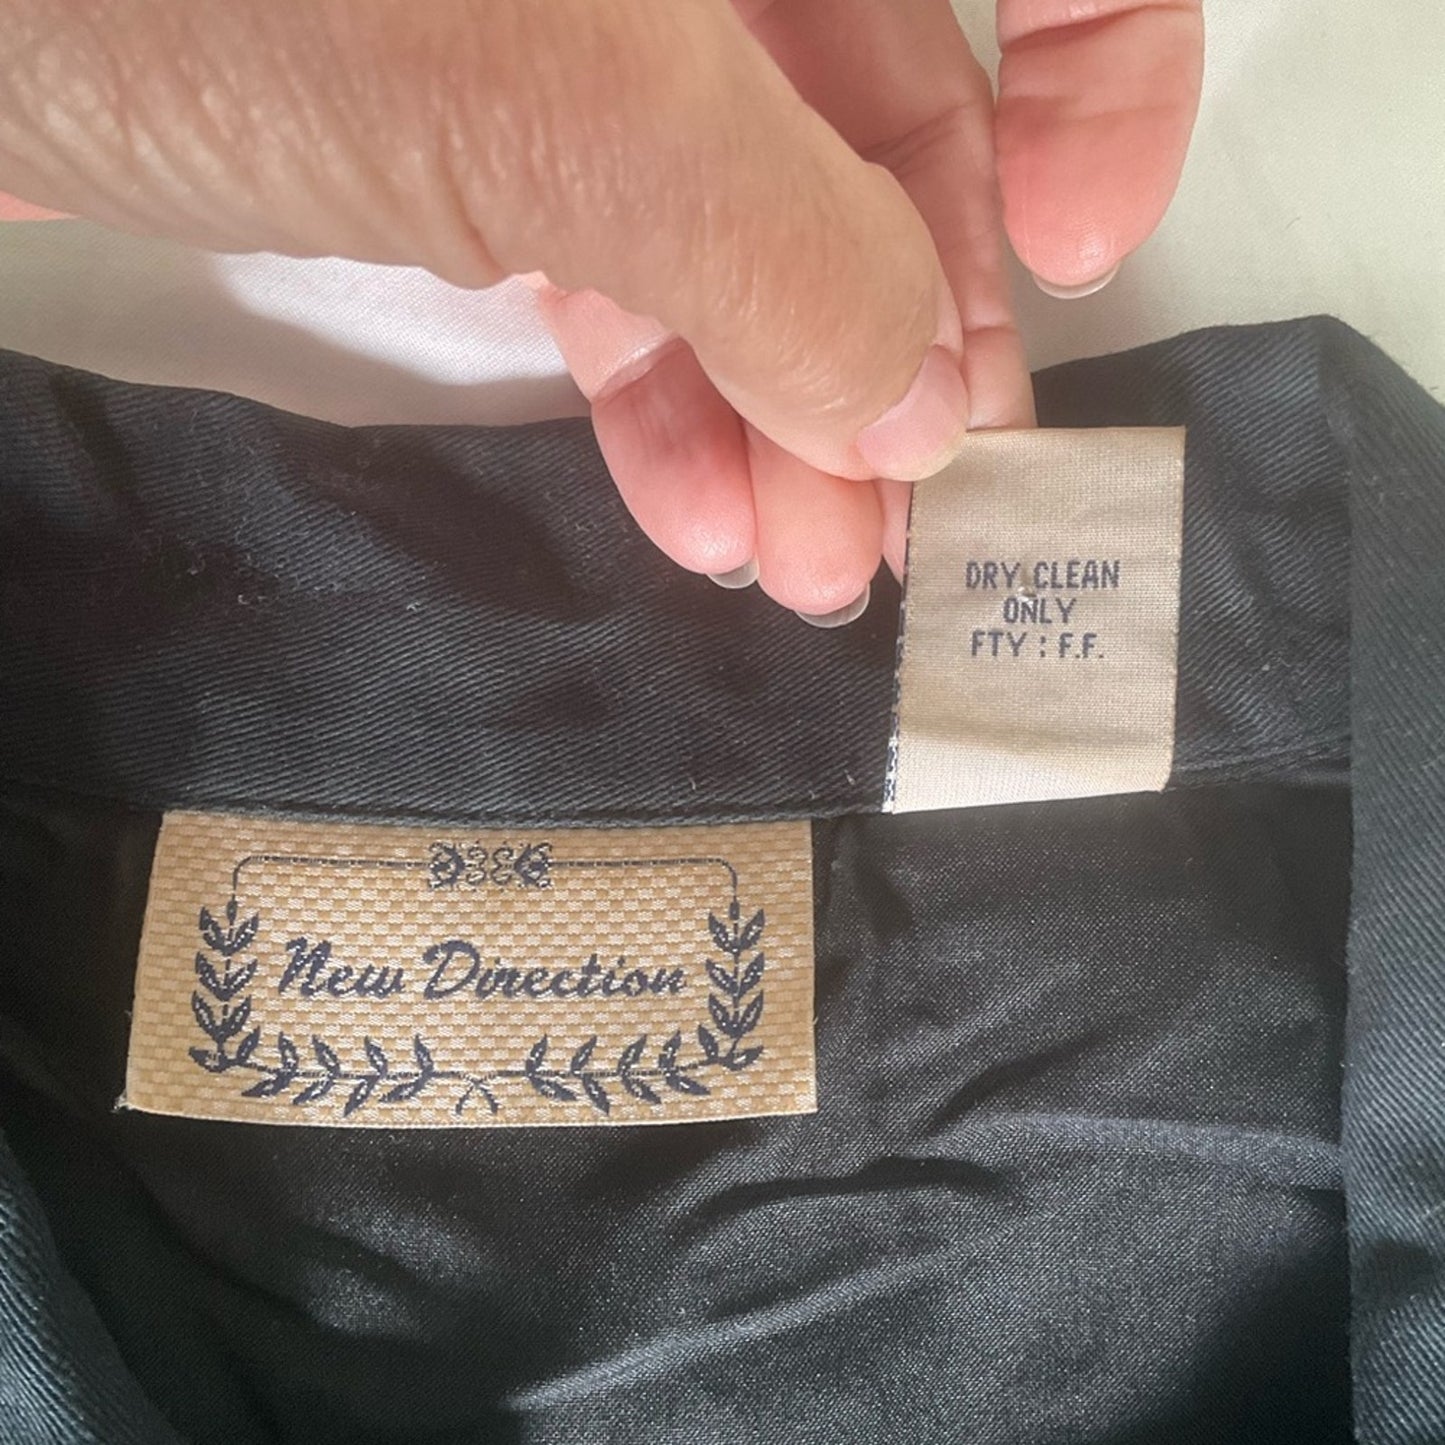 DRY CLEAN
ONLY
FTY : F.F.
New Direction